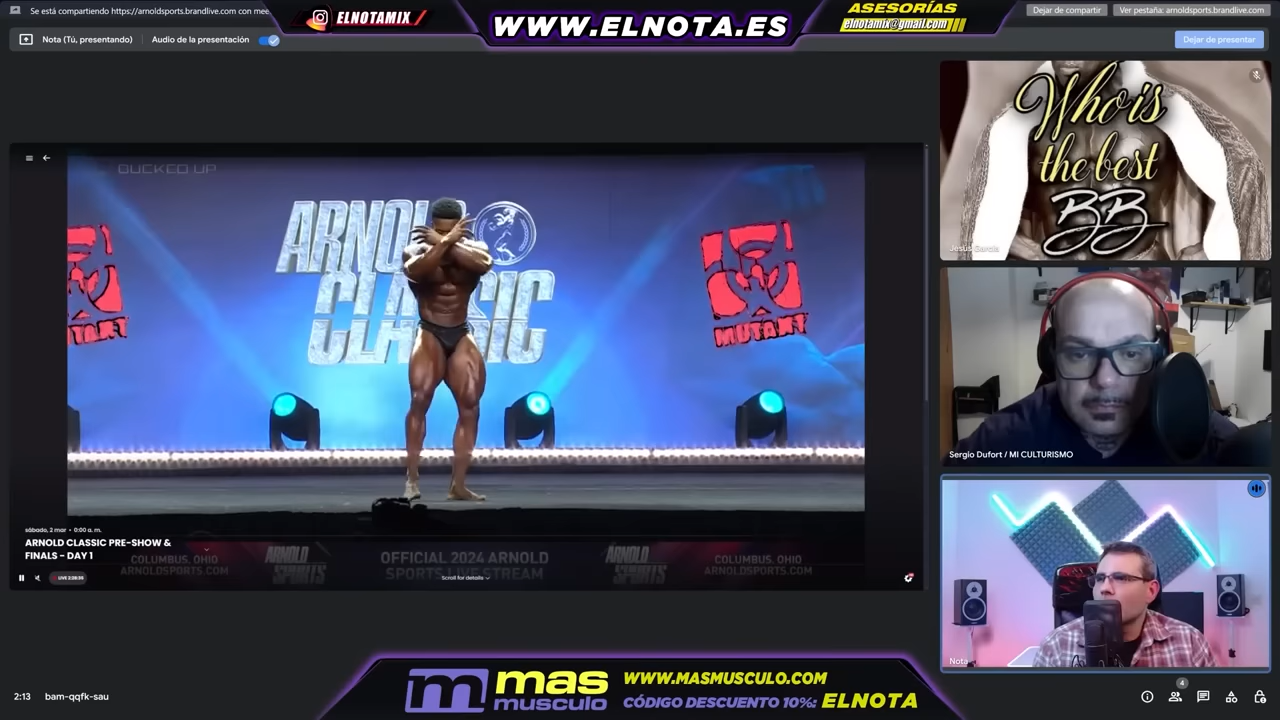 Se está compartiendo https://arnoldsports.brandlive.com con mee
ELNOTAMIX
WWW.ELNOTA.ES
ASESORÍAS
elnotamix@gmail.com
Dejar de compartir
Ver pestaña: arnoldsports.brandlive.com
Nota (Tú, presentando)
Audio de la presentación
Dejar de presentar
BUCKED UP
ARNOLD
CLASSIC
MUTANT
Who is
the best
BB
Jesús García
Sergio Dufort / MI CULTURISMO
Nota
sábado, 2 mar • 0:00 a. m.
ARNOLD CLASSIC PRE-SHOW &
FINALS - DAY 1
COLUMBUS, OHIO
ARNOLDSPORTS.COM
ARNOLD
SPORTS
OFFICIAL 2024 ARNOLD
SPORTS LIVE STREAM
Scroll for details
ARNOLD
SPORTS
COLUMBUS, OHIO
ARNOLDSPORTS.COM
mas
musculo
WWW.MASMUSCULO.COM
CÓDIGO DESCUENTO 10%: ELNOTA
2:13
bam-qqfk-sau
4